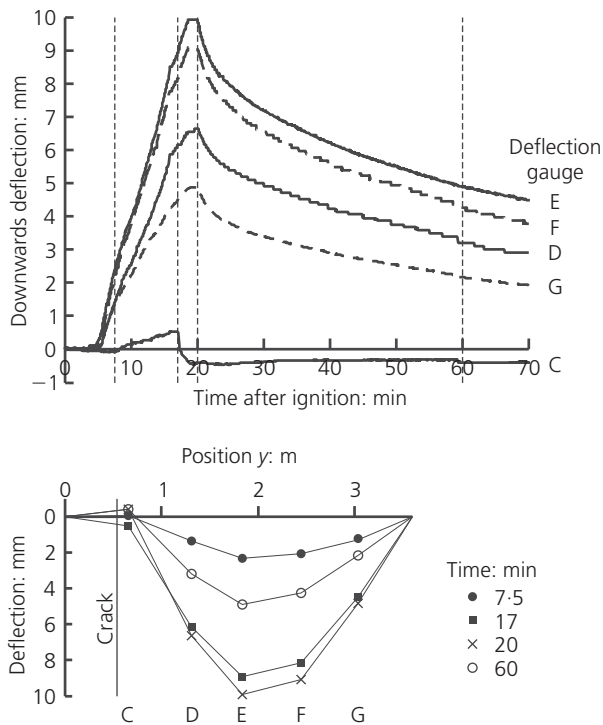 10
9
8
7
6
5
4
3
2
1
0
−1
Downwards deflection: mm
0 10 20 30 40 50 60 70
Time after ignition: min
Deflection
gauge
E
F
D
G
C
Position y: m
0 1 2 3
0
2
4
6
8
10
Deflection: mm
Crack
C D E F G
Time: min
7·5
17
20
60